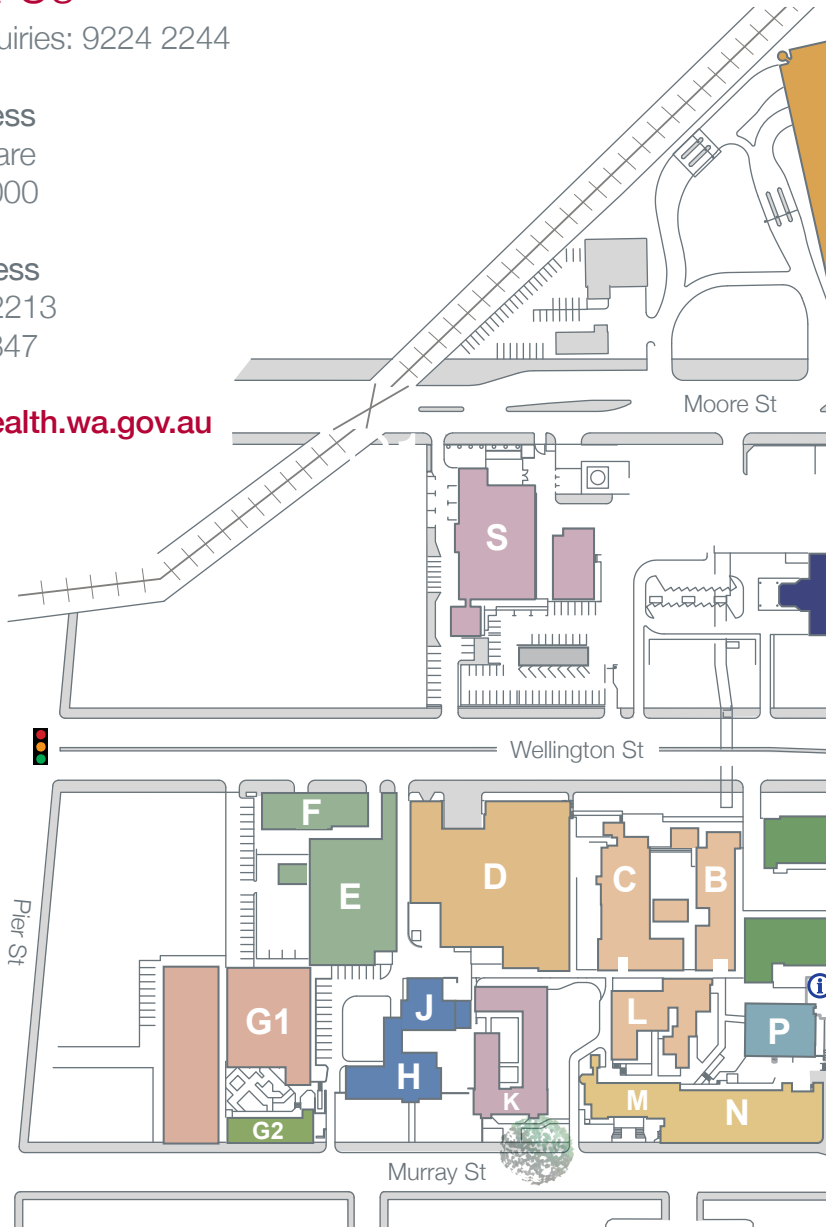 uiries: 9224 2244
ess
are
000
ess
2213
847
ealth.wa.gov.au
Moore St
S
Wellington St
F
D
C
B
E
Pier St
i
J
L
G1
P
H
K
M
N
G2
Murray St